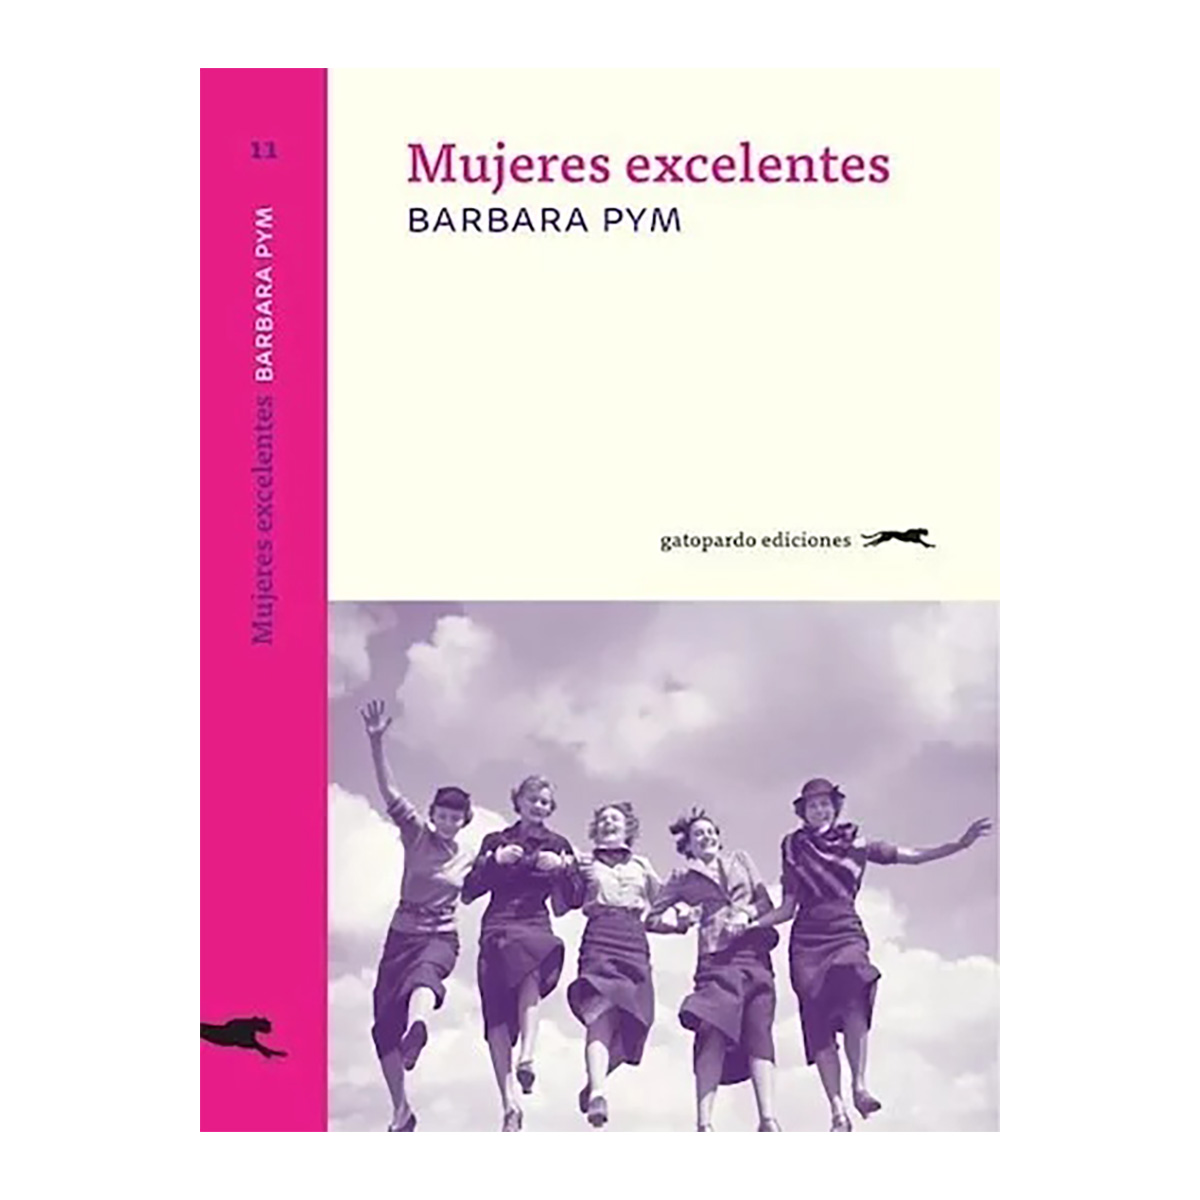 11
Mujeres excelentes BARBARA PYM
Mujeres excelentes
BARBARA PYM
gatopardo ediciones